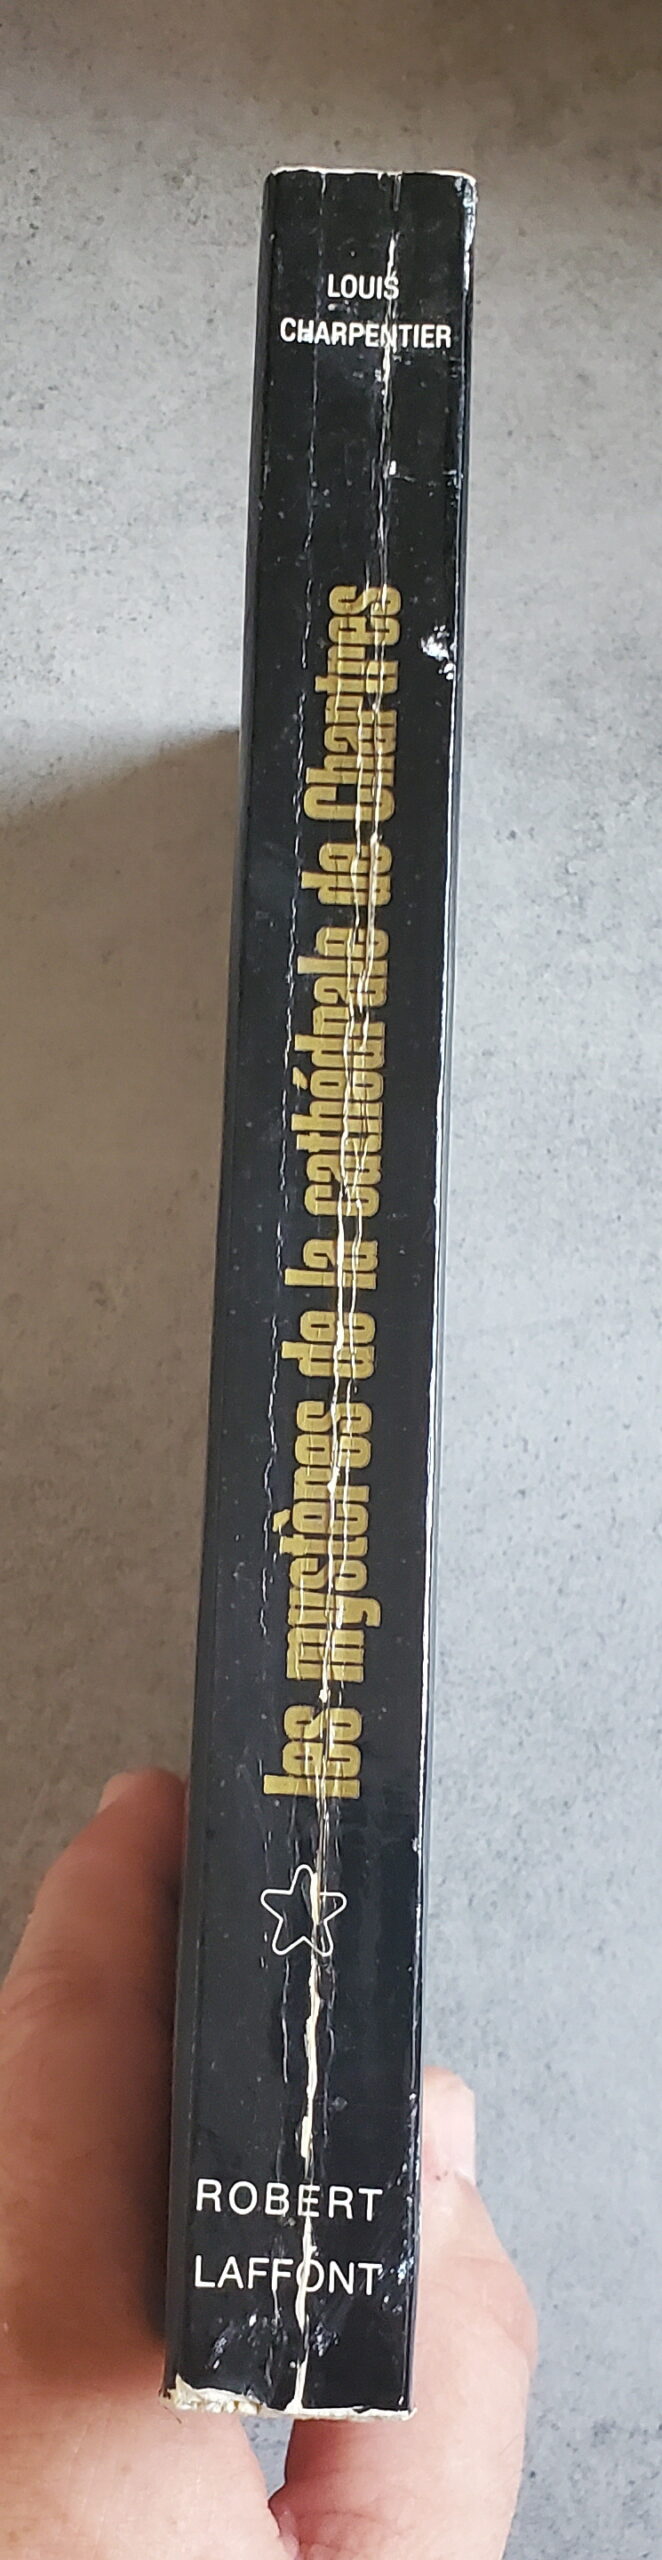 LOUIS
CHARPENTIER
les mystères de la cathédrale de Chartres
ROBERT
LAFFONT